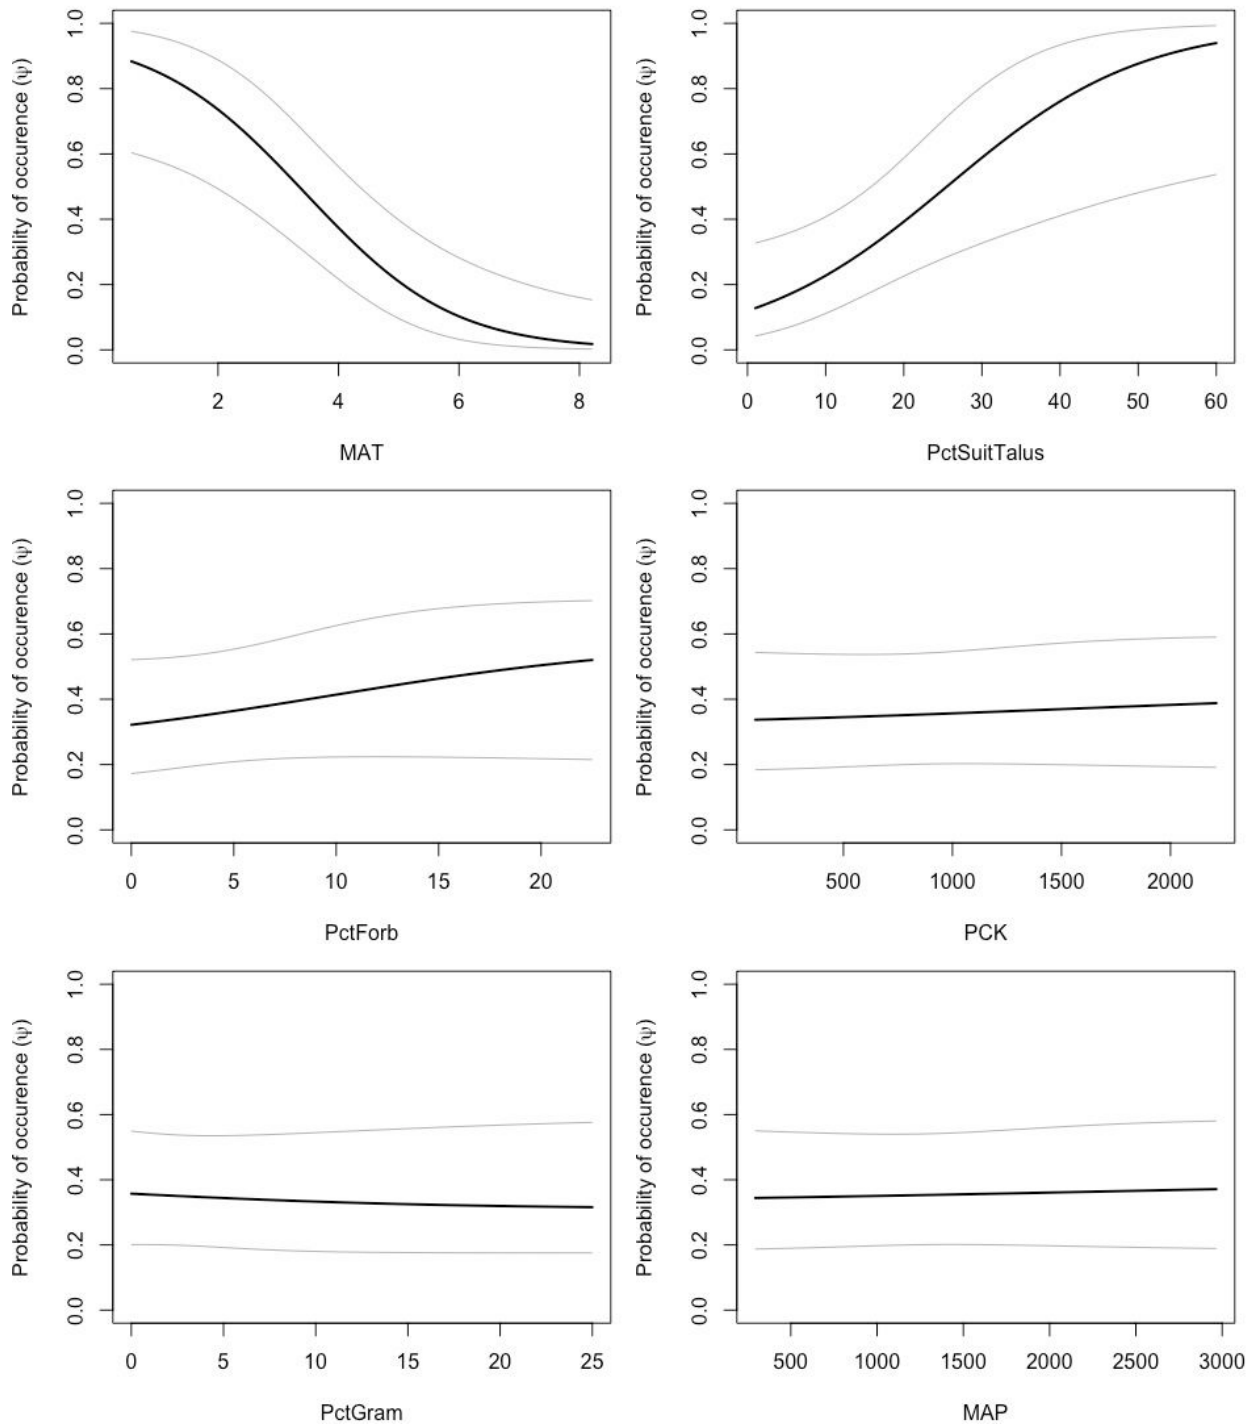 Probability of occurence (ψ)
0.0 0.2 0.4 0.6 0.8 1.0
2 4 6 8
MAT
Probability of occurence (ψ)
0.0 0.2 0.4 0.6 0.8 1.0
0 10 20 30 40 50 60
PctSuitTalus
Probability of occurence (ψ)
0.0 0.2 0.4 0.6 0.8 1.0
0 5 10 15 20
PctForb
Probability of occurence (ψ)
0.0 0.2 0.4 0.6 0.8 1.0
500 1000 1500 2000
PCK
Probability of occurence (ψ)
0.0 0.2 0.4 0.6 0.8 1.0
0 5 10 15 20 25
PctGram
Probability of occurence (ψ)
0.0 0.2 0.4 0.6 0.8 1.0
500 1000 1500 2000 2500 3000
MAP